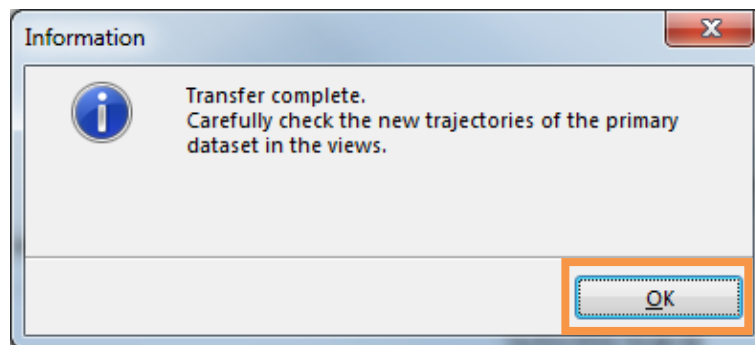 Information
Transfer complete.
Carefully check the new trajectories of the primary
dataset in the views.
OK